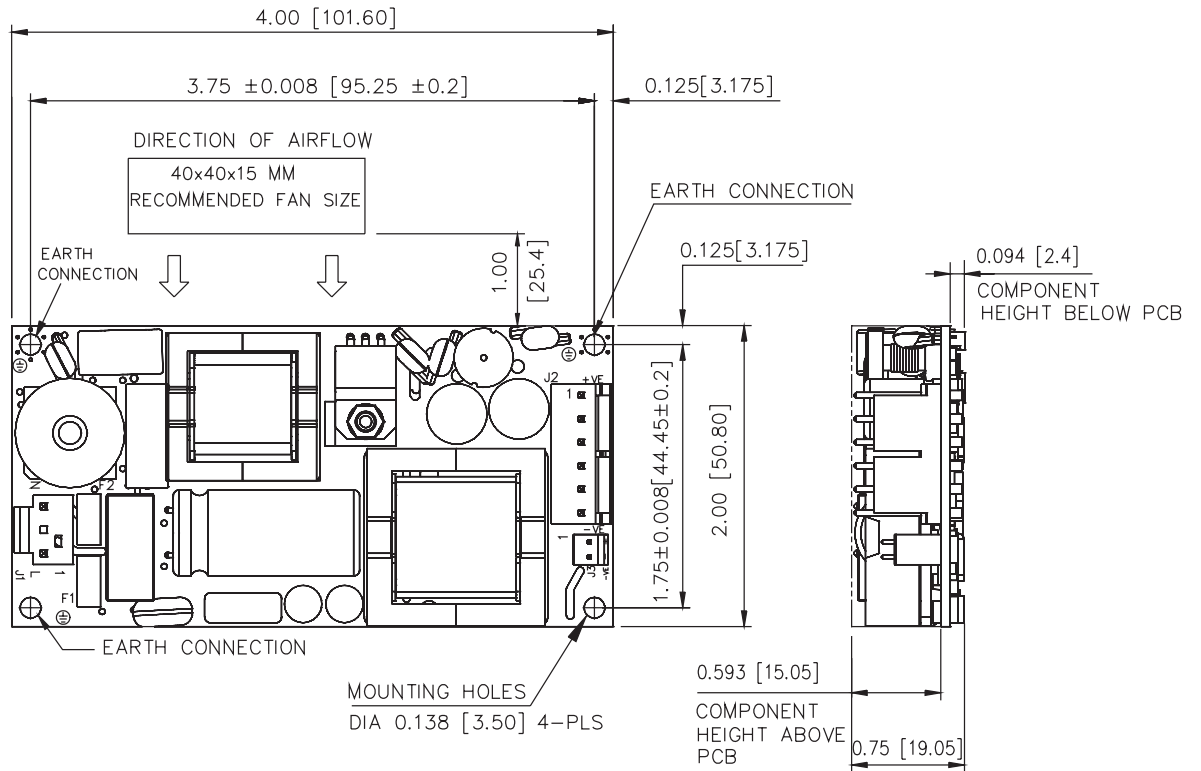 4.00 [101.60]
3.75 ±0.008 [95.25 ±0.2]
0.125[3.175]
DIRECTION OF AIRFLOW
40x40x15 MM
RECOMMENDED FAN SIZE
EARTH CONNECTION
EARTH
CONNECTION
1.00
[25.4]
0.125[3.175]
0.094 [2.4]
COMPONENT
HEIGHT BELOW PCB
J2
+VE
1
1.75±0.008[44.45±0.2]
2.00 [50.80]
N
F2
-VE
1
J3
-VE
J1
L
1
F1
EARTH CONNECTION
MOUNTING HOLES
DIA 0.138 [3.50] 4-PLS
0.593 [15.05]
COMPONENT
HEIGHT ABOVE
PCB
0.75 [19.05]